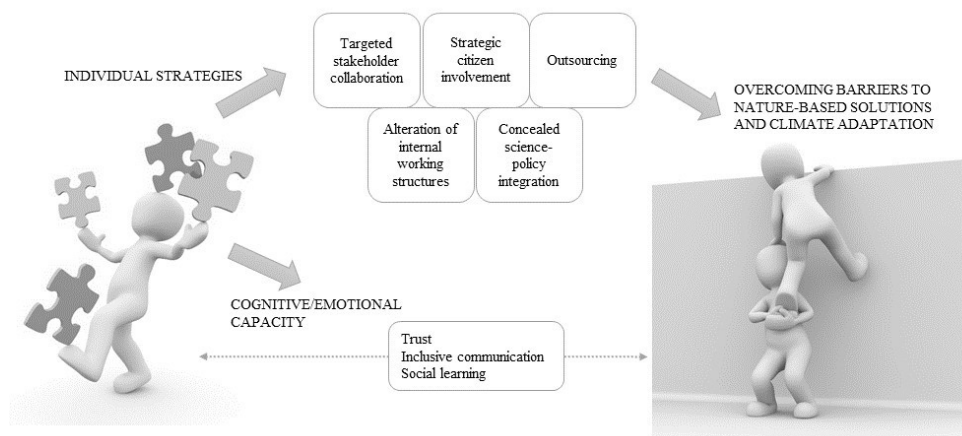 INDIVIDUAL STRATEGIES
Targeted
stakeholder
collaboration
Strategic
citizen
involvement
Outsourcing
Alteration of
internal
working
structures
Concealed
science-
policy
integration
OVERCOMING BARRIERS TO
NATURE-BASED SOLUTIONS
AND CLIMATE ADAPTATION
COGNITIVE/EMOTIONAL
CAPACITY
Trust
Inclusive communication
Social learning